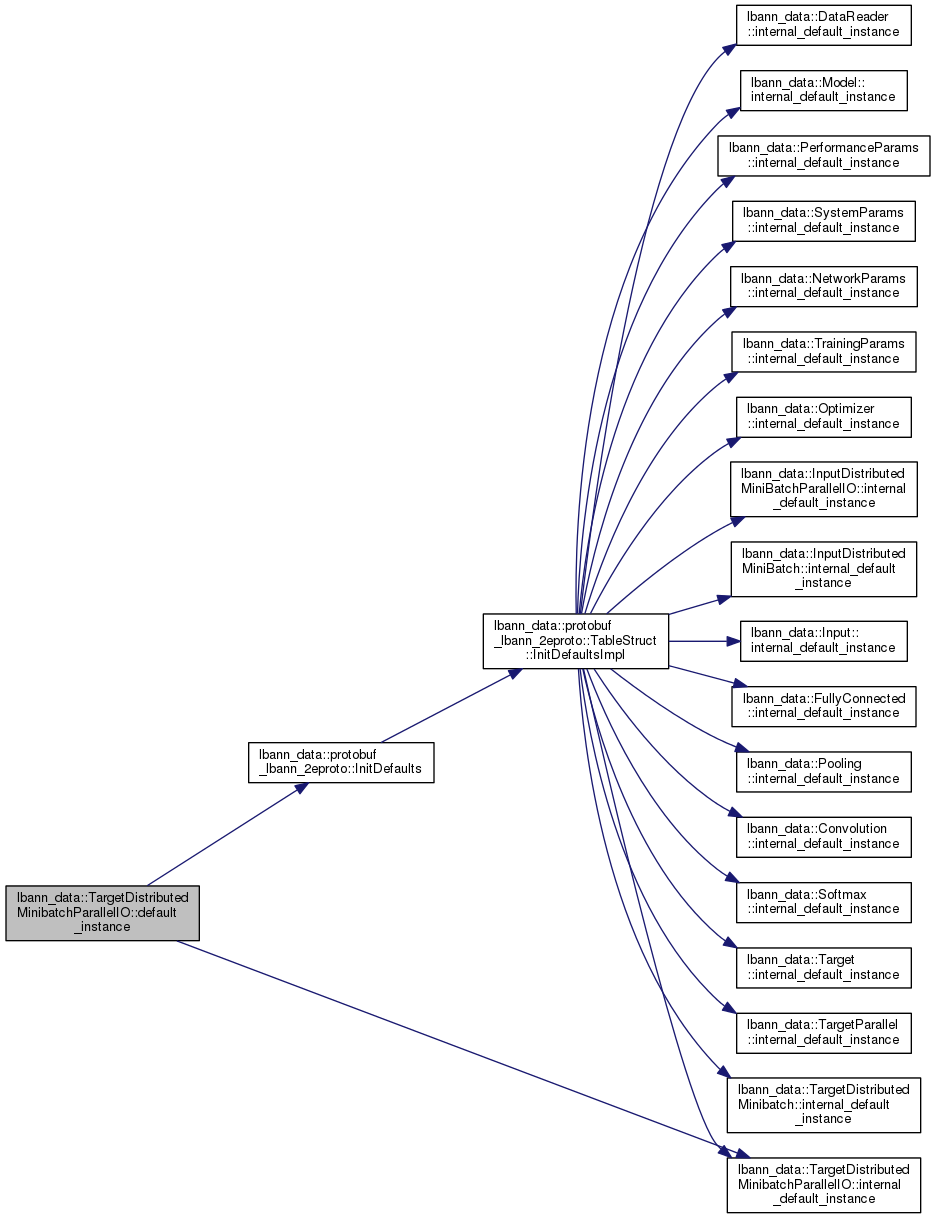 lbann_data::DataReader
::internal_default_instance
lbann_data::Model::
internal_default_instance
lbann_data::PerformanceParams
::internal_default_instance
lbann_data::SystemParams
::internal_default_instance
lbann_data::NetworkParams
::internal_default_instance
lbann_data::TrainingParams
::internal_default_instance
lbann_data::Optimizer
::internal_default_instance
lbann_data::InputDistributed
MiniBatchParallelIO::internal
_default_instance
lbann_data::InputDistributed
MiniBatch::internal_default
_instance
lbann_data::protobuf
_lbann_2eproto::TableStruct
::InitDefaultsImpl
lbann_data::Input::
internal_default_instance
lbann_data::FullyConnected
::internal_default_instance
lbann_data::protobuf
_lbann_2eproto::InitDefaults
lbann_data::Pooling
::internal_default_instance
lbann_data::Convolution
::internal_default_instance
lbann_data::TargetDistributed
MinibatchParallelIO::default
_instance
lbann_data::Softmax
::internal_default_instance
lbann_data::Target
::internal_default_instance
lbann_data::TargetParallel
::internal_default_instance
lbann_data::TargetDistributed
Minibatch::internal_default
_instance
lbann_data::TargetDistributed
MinibatchParallelIO::internal
_default_instance